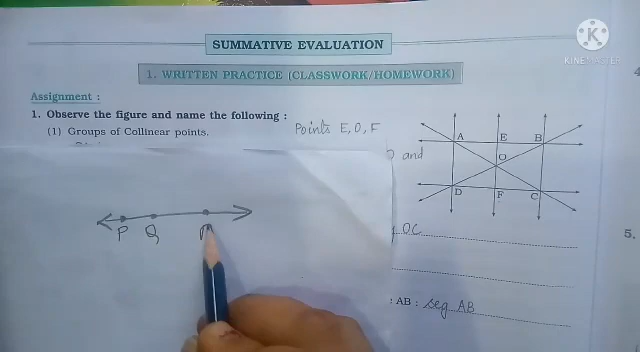 SUMMATIVE EVALUATION
KINEMASTER
1. WRITTEN PRACTICE (CLASSWORK/HOMEWORK)
Assignment :
1. Observe the figure and name the following :
(1) Groups of Collinear points. Points E, O, F
A E B
O
D F C
and
OC
P Q
: AB : seg AB
5.